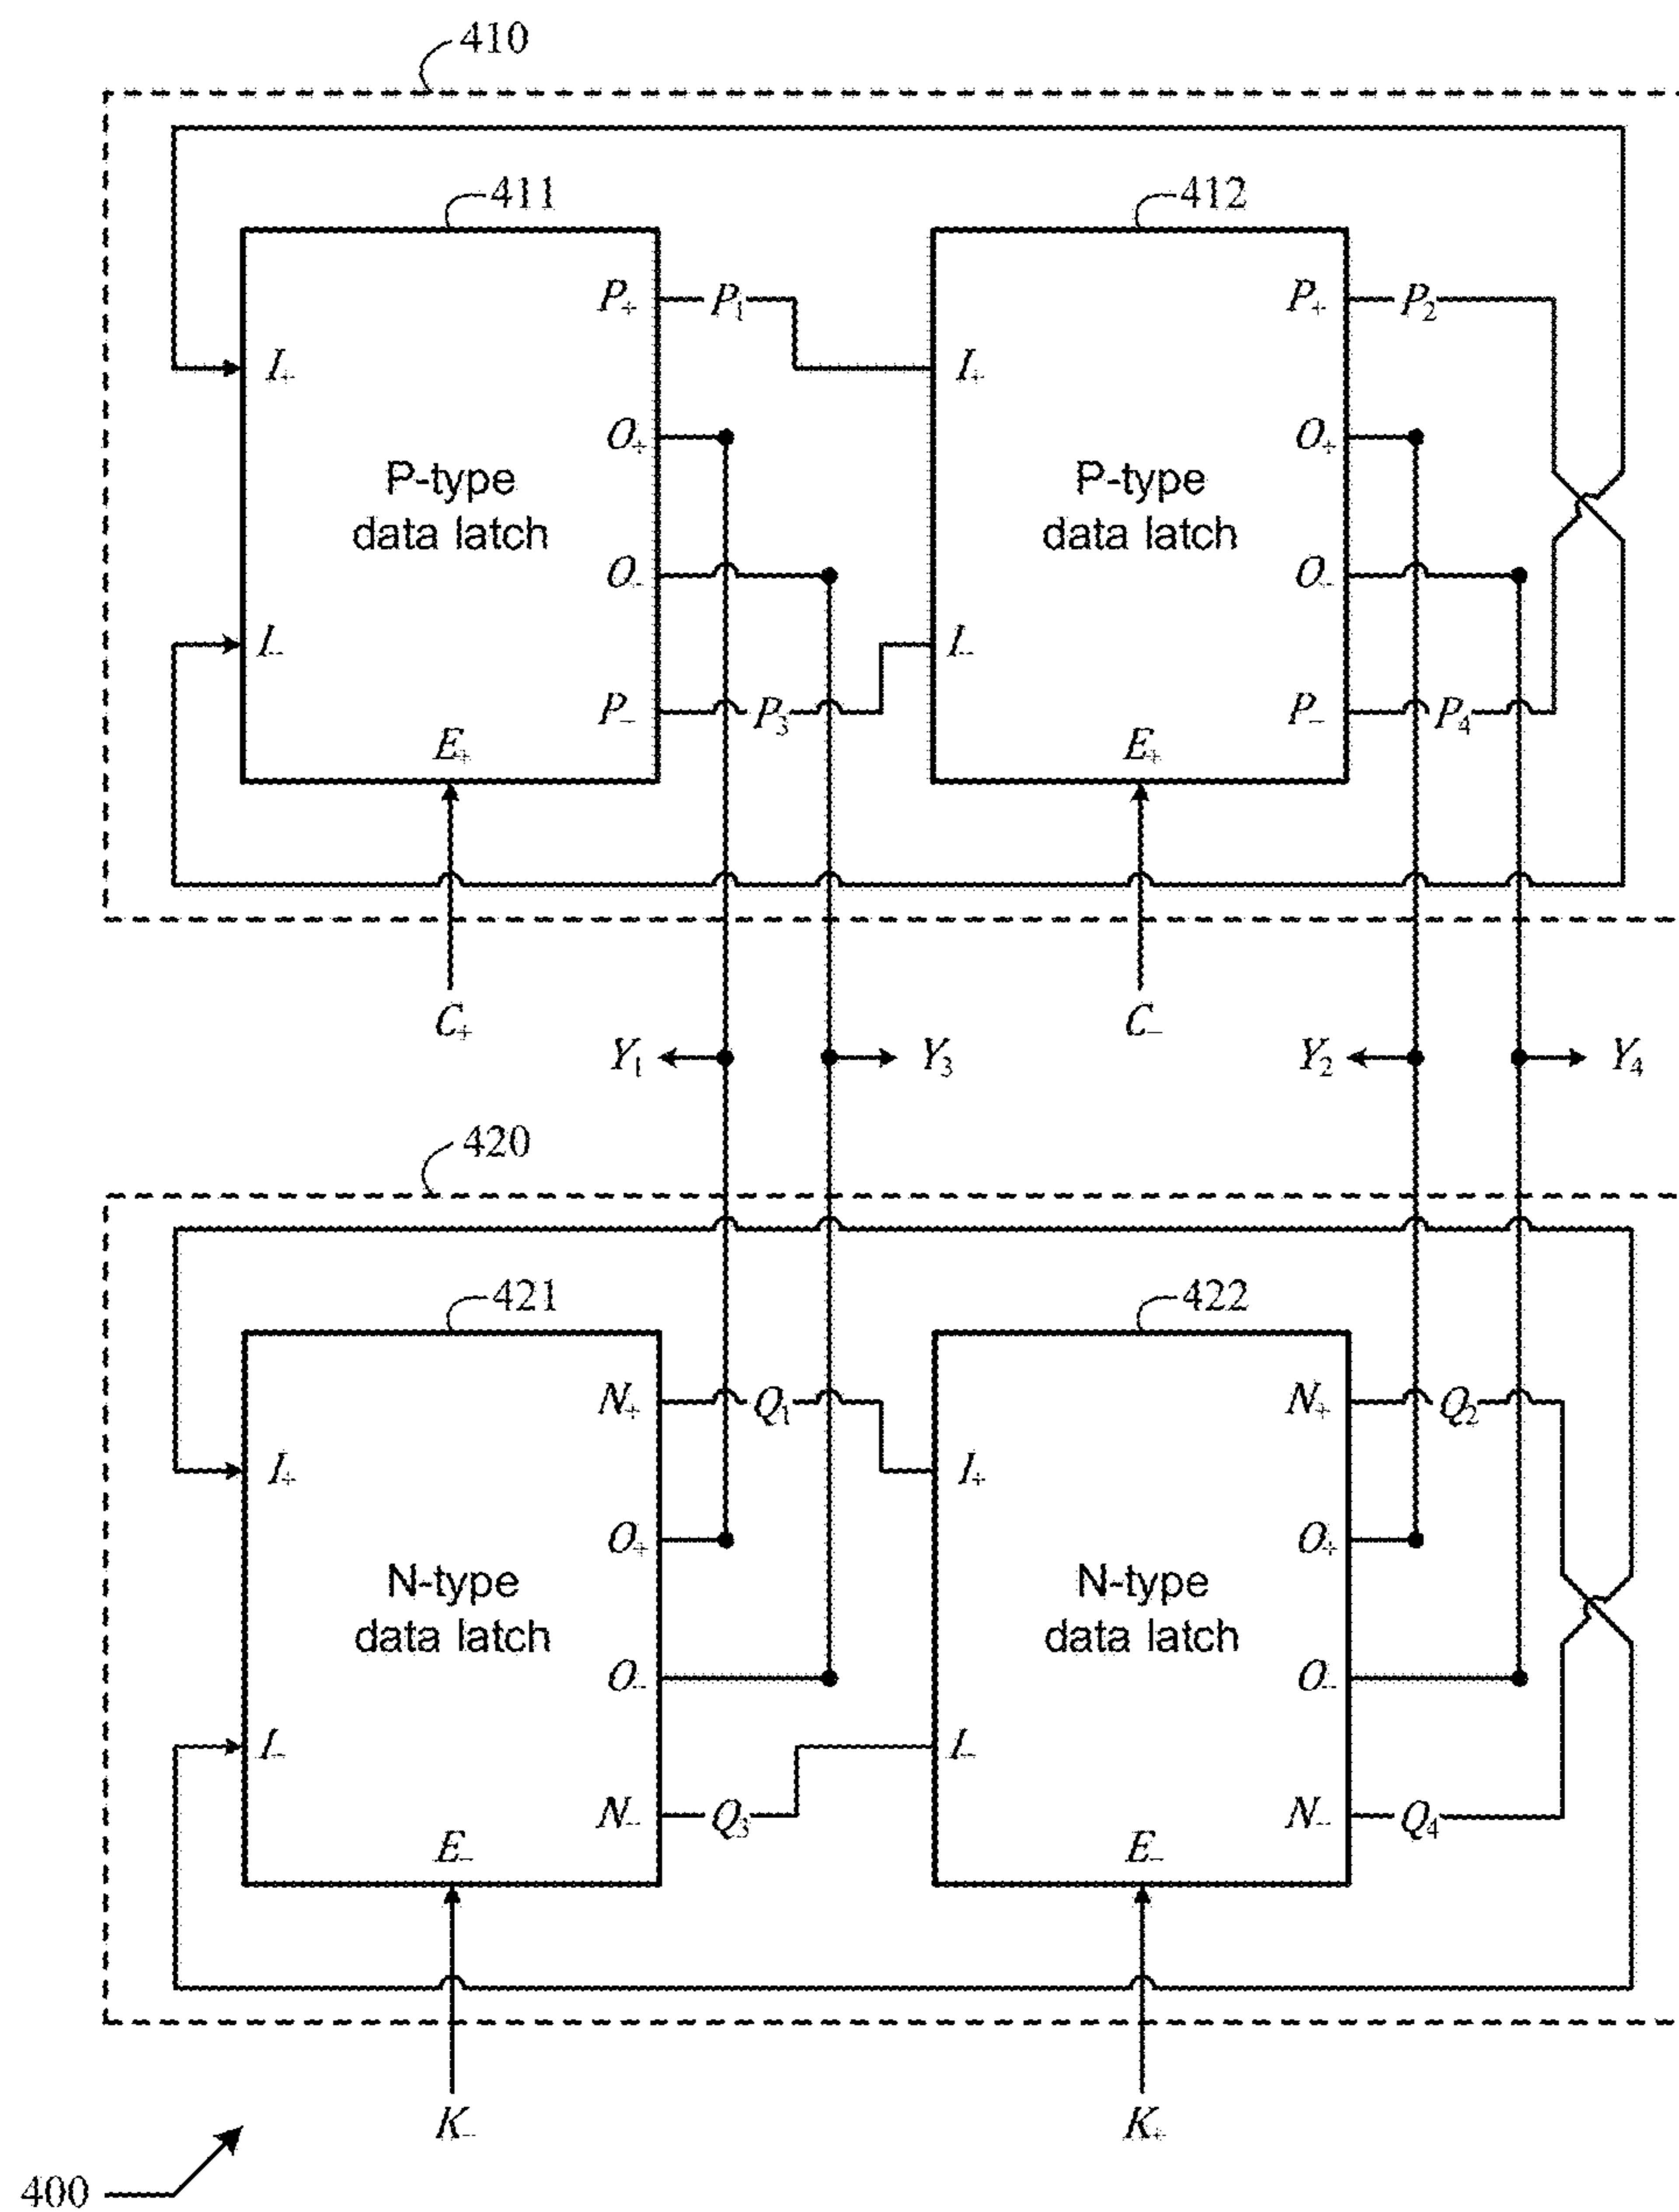 410
411
412
P₊ P₁
P₊ P₂
I₊
I₊
O₊
O₊
P-type
data latch
P-type
data latch
O₋
O₋
I₋
I₋
P₋ P₃
P₋ P₄
E₊
E₊
C₊
C₋
Y₁
Y₃
Y₂
Y₄
420
421
422
N₊ Q₁
N₊ Q₂
I₊
I₊
O₊
O₊
N-type
data latch
N-type
data latch
O₋
O₋
I₋
I₋
N₋ Q₃
N₋ Q₄
E₋
E₋
K₋
K₊
400